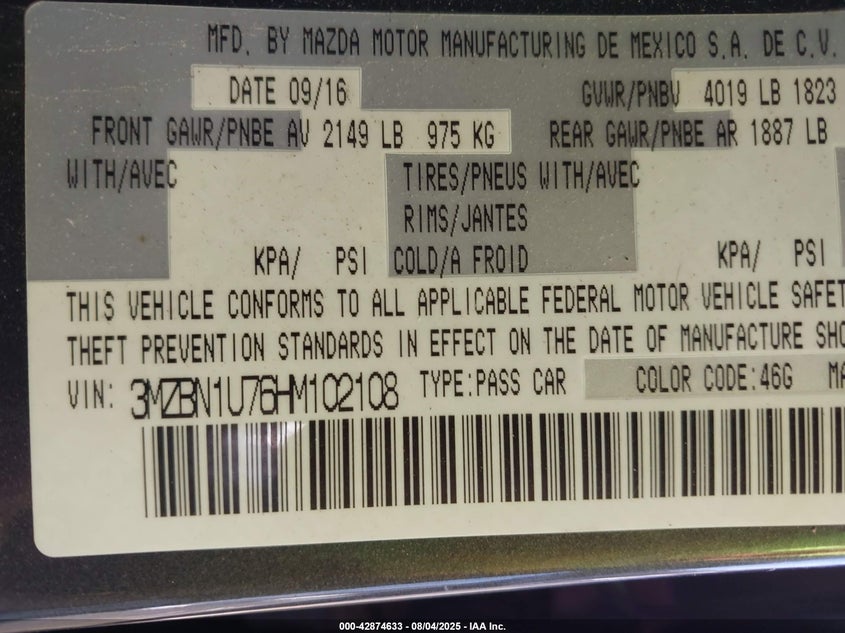 MFD. BY MAZDA MOTOR MANUFACTURING DE MEXICO S.A. DE C.V.
DATE 09/16 GVWR/PNBV 4019 LB 1823
FRONT GAWR/PNBE AV 2149 LB 975 KG REAR GAWR/PNBE AR 1887 LB
WITH/AVEC TIRES/PNEUS WITH/AVEC
RIMS/JANTES
KPA/ PSI COLD/A FROID KPA/ PSI
THIS VEHICLE CONFORMS TO ALL APPLICABLE FEDERAL MOTOR VEHICLE SAFET
THEFT PREVENTION STANDARDS IN EFFECT ON THE DATE OF MANUFACTURE SHO
VIN: 3MZBN1U76HM102108 TYPE:PASS CAR COLOR CODE:46G MA
000-42874633 - 08/04/2025 - IAA Inc.